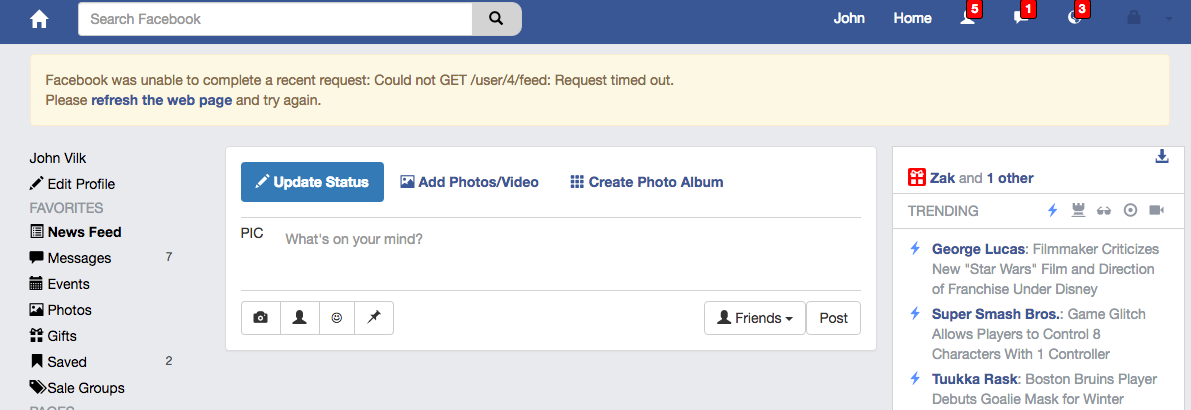 Search Facebook
John
Home
5
1
3
Facebook was unable to complete a recent request: Could not GET /user/4/feed: Request timed out.
Please refresh the web page and try again.
John Vilk
Edit Profile
FAVORITES
News Feed
Messages 7
Events
Photos
Gifts
Saved 2
Sale Groups
PAGES
Update Status
Add Photos/Video
Create Photo Album
PIC
What's on your mind?
Friends
Post
Zak and 1 other
TRENDING
George Lucas: Filmmaker Criticizes
New "Star Wars" Film and Direction
of Franchise Under Disney
Super Smash Bros.: Game Glitch
Allows Players to Control 8
Characters With 1 Controller
Tuukka Rask: Boston Bruins Player
Debuts Goalie Mask for Winter